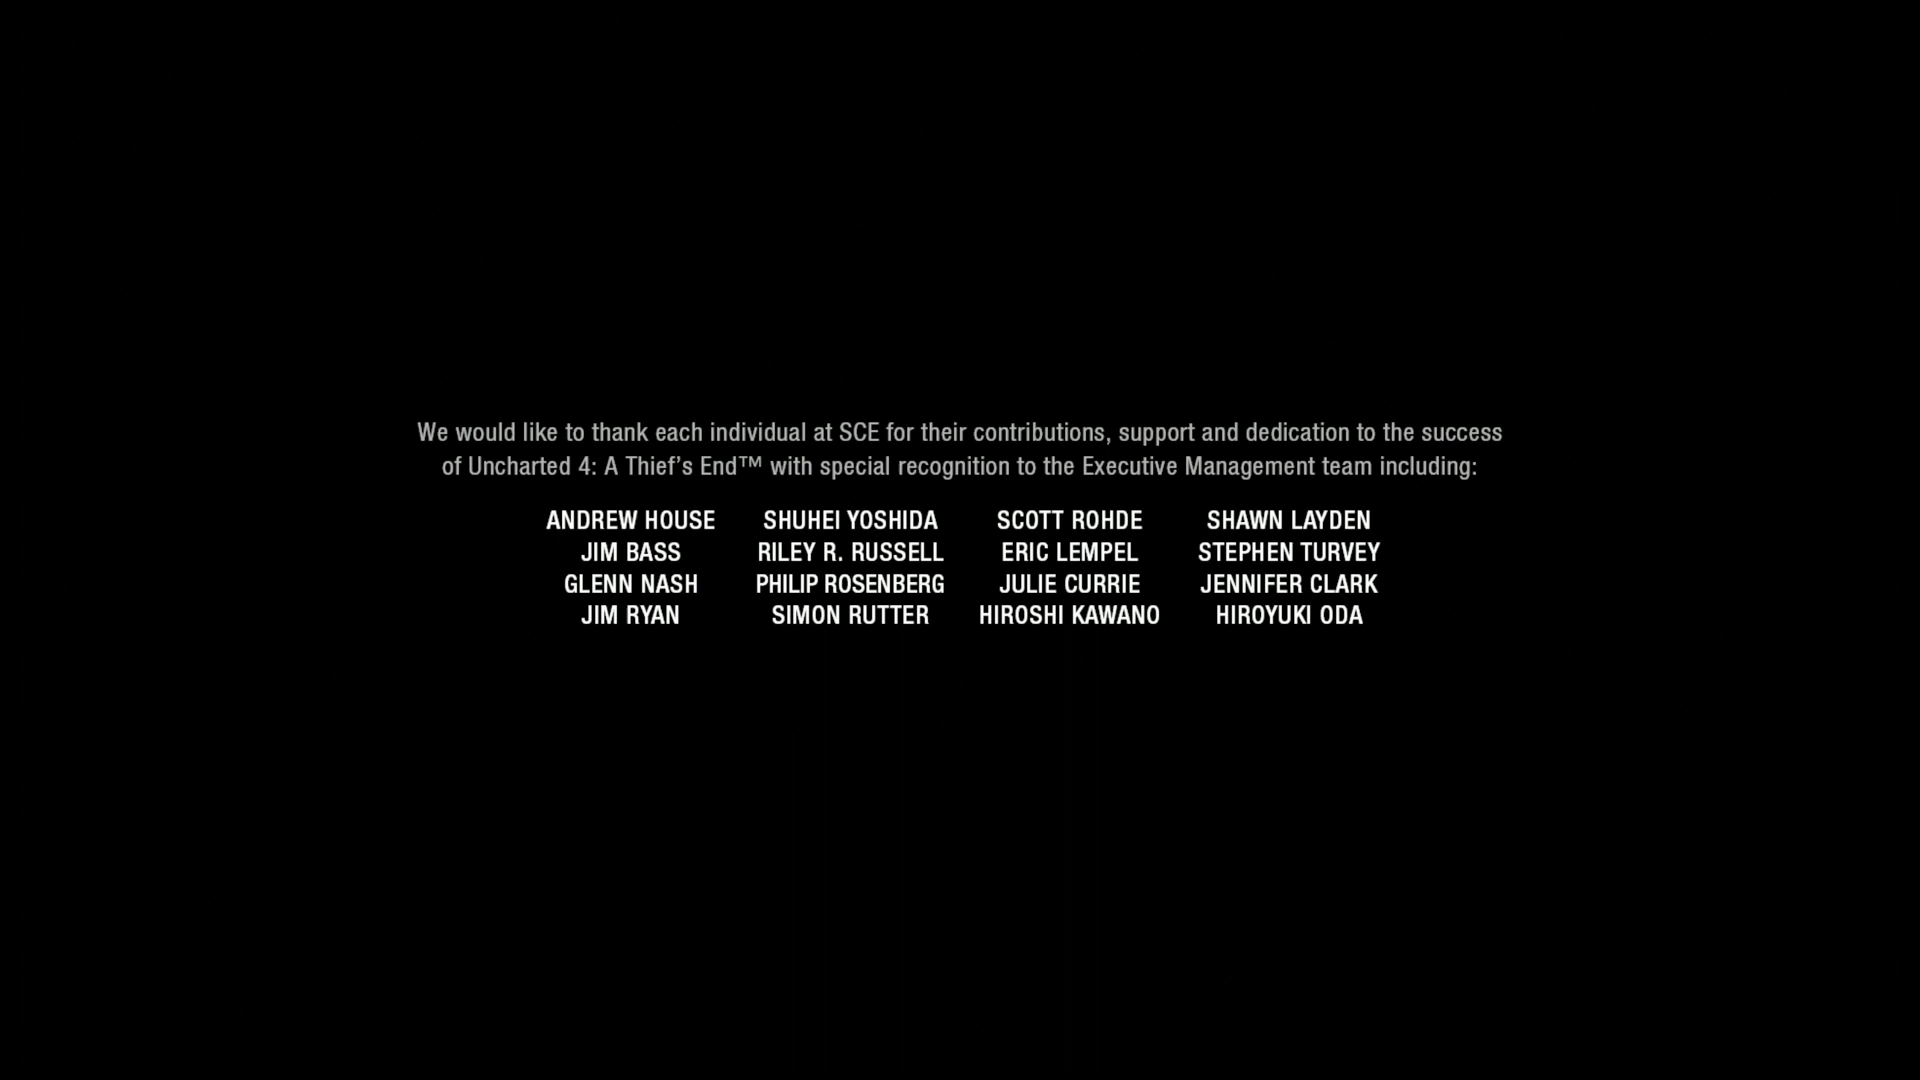 We would like to thank each individual at SCE for their contributions, support and dedication to the success
of Uncharted 4: A Thief’s End™ with special recognition to the Executive Management team including:
ANDREW HOUSE SHUHEI YOSHIDA SCOTT ROHDE SHAWN LAYDEN
JIM BASS RILEY R. RUSSELL ERIC LEMPEL STEPHEN TURVEY
GLENN NASH PHILIP ROSENBERG JULIE CURRIE JENNIFER CLARK
JIM RYAN SIMON RUTTER HIROSHI KAWANO HIROYUKI ODA